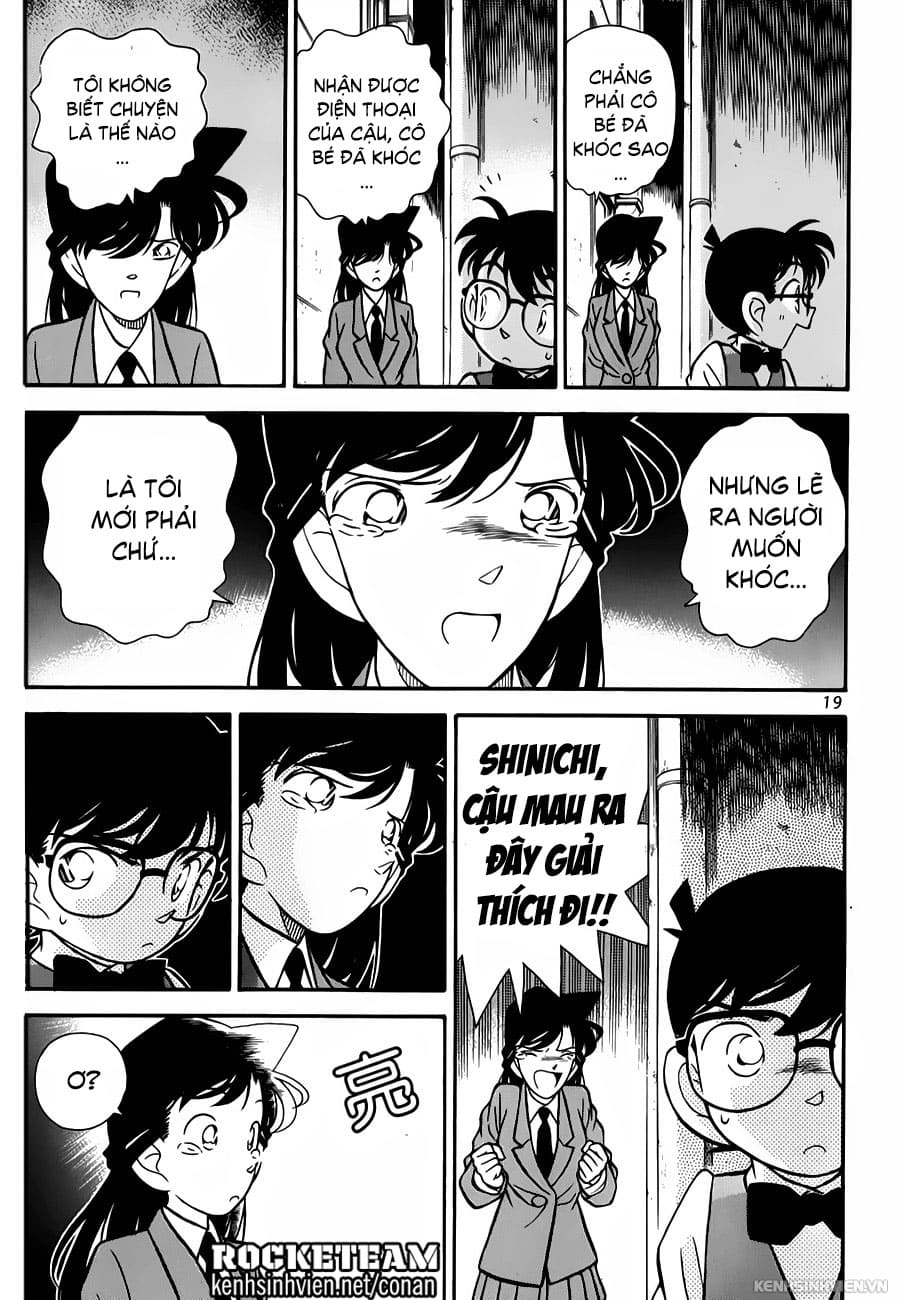 CHẲNG
PHẢI CÔ
BÉ ĐÃ
KHÓC SAO
...
NHẬN ĐƯỢC
ĐIỆN THOẠI
CỦA CẬU, CÔ
BÉ ĐÃ KHÓC
...
TÔI KHÔNG
BIẾT CHUYỆN
LÀ THẾ NÀO
...
NHƯNG LẼ
RA NGƯỜI
MUỐN
KHÓC...
LÀ TÔI
MỚI PHẢI
CHỨ...
19
SHINICHI,
CẬU MAU RA
ĐÂY GIẢI
THÍCH ĐI!!
Ơ?
亮
ROCKETEAM
kenhsinhvien.net/conan
KENHSINHVIEN.VN